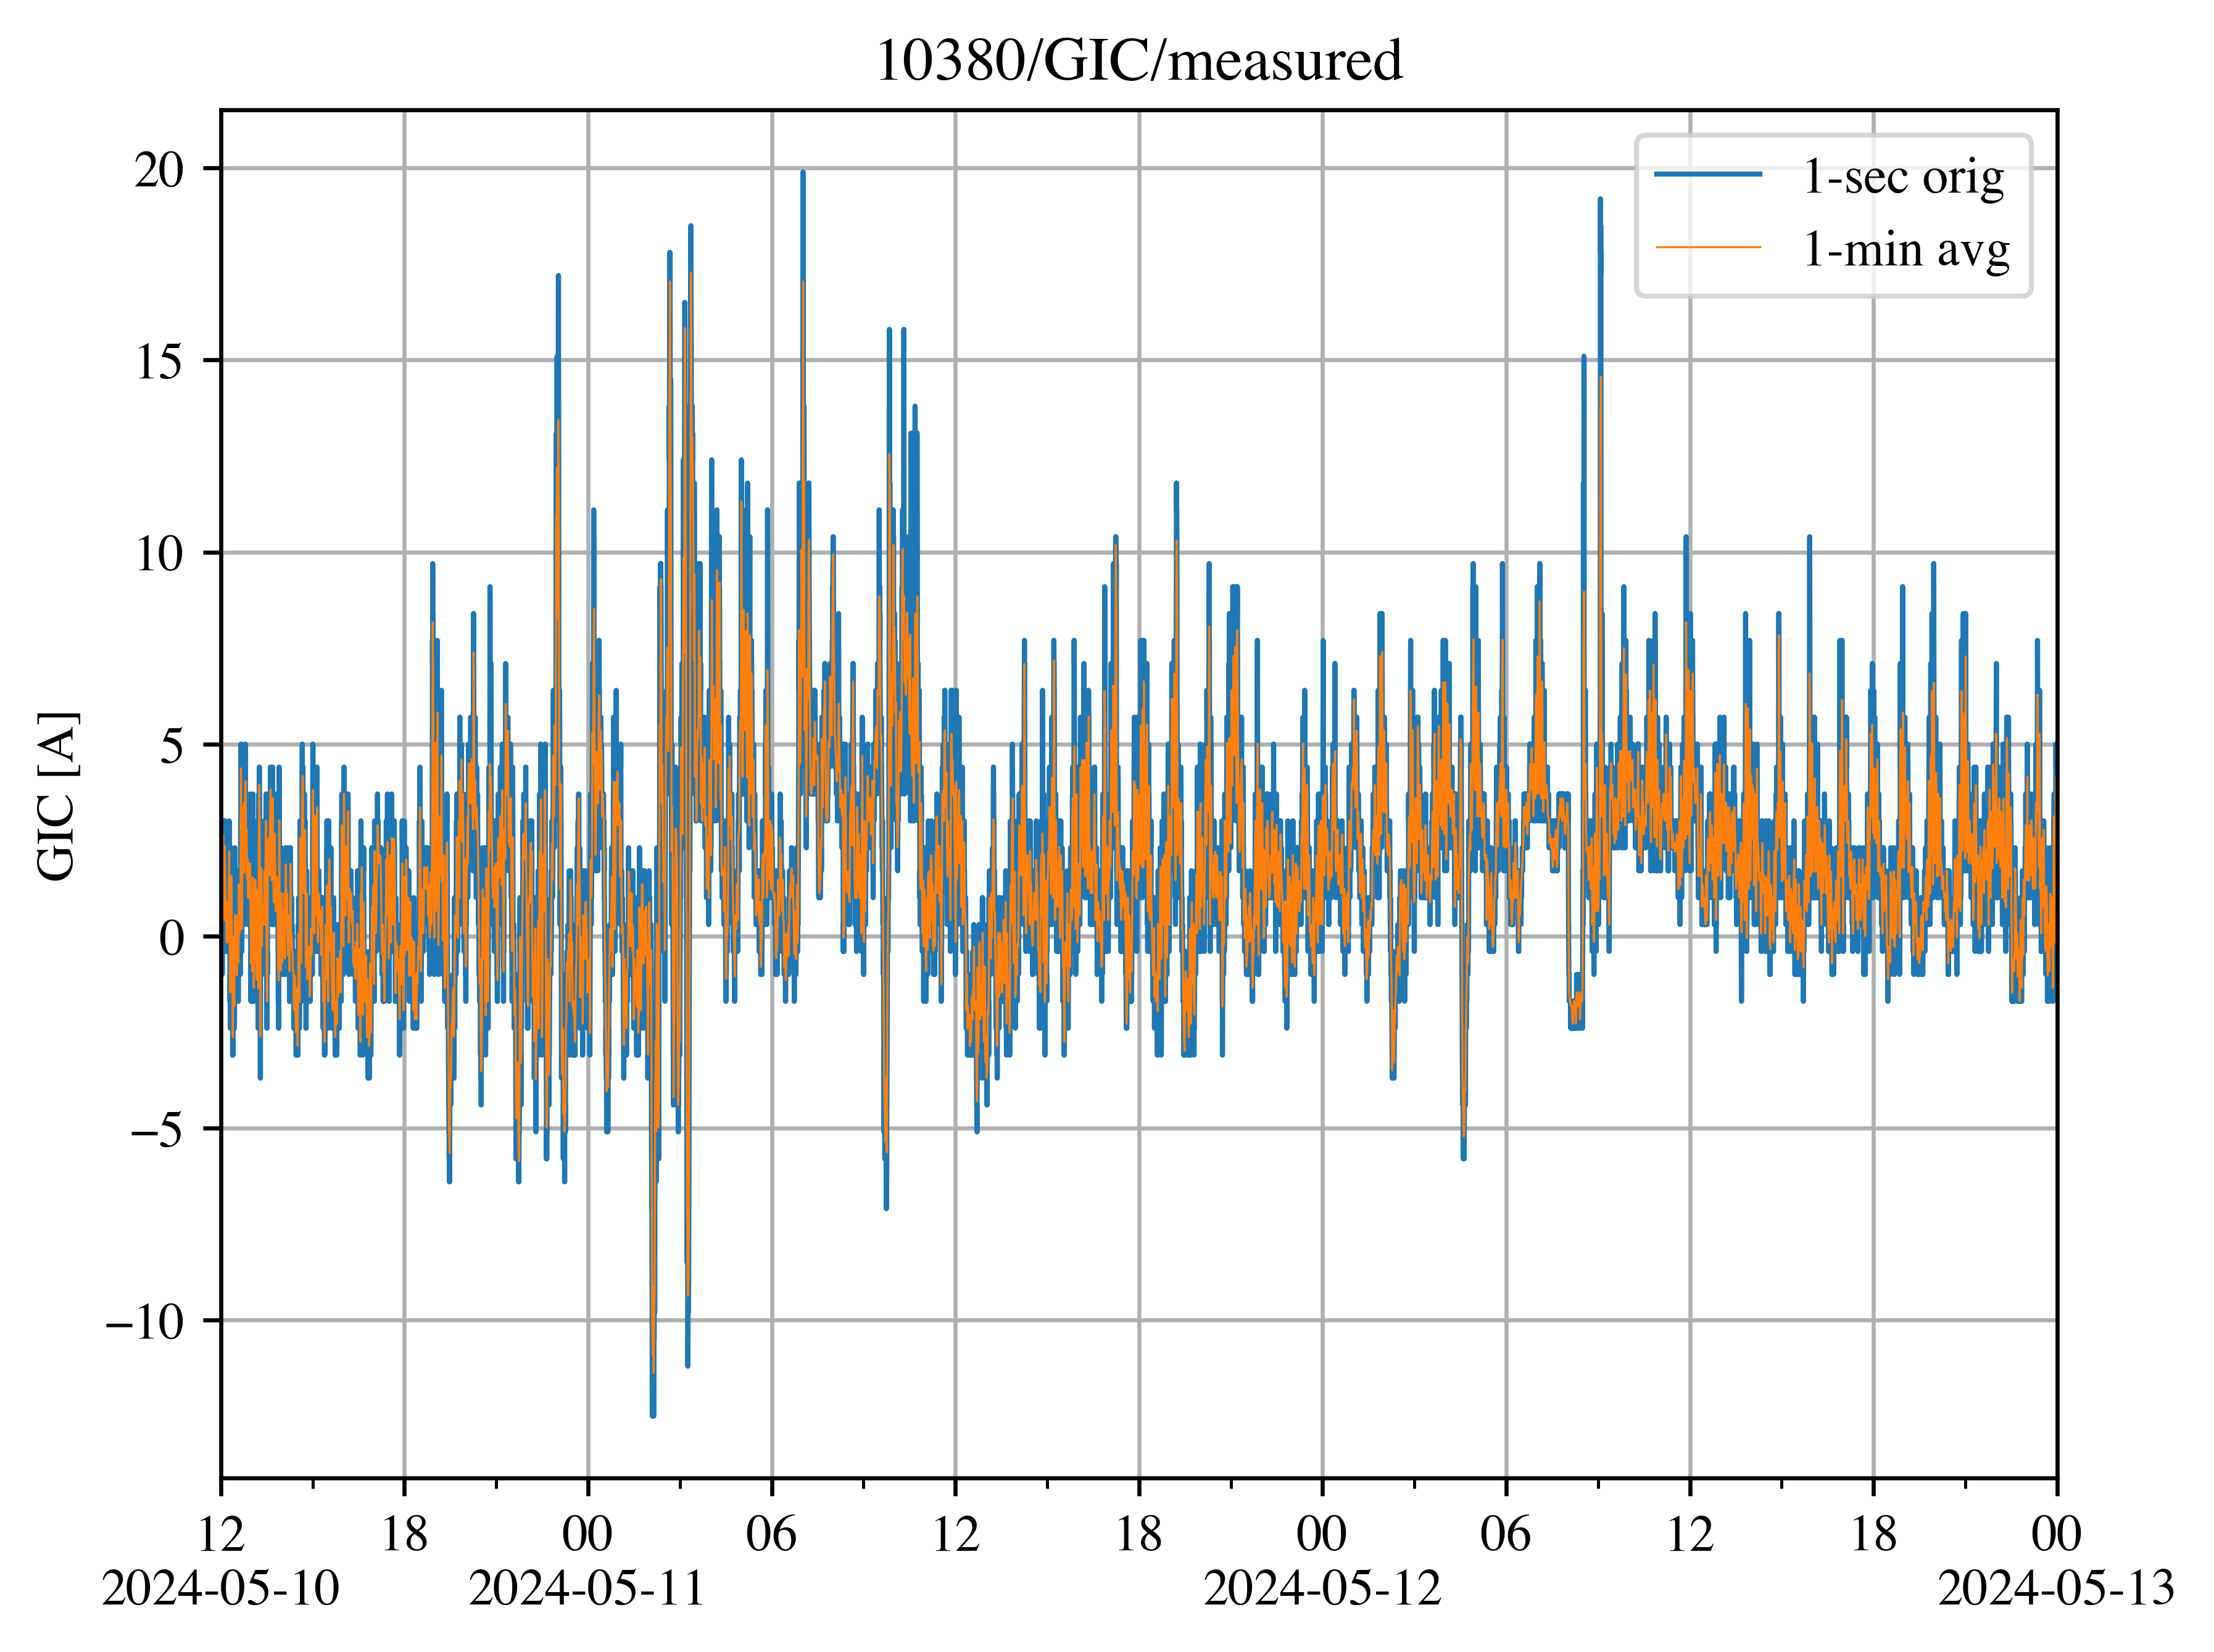 10380/GIC/measured
1-sec orig
1-min avg
GIC [A]
20
15
10
5
0
−5
−10
12 18 00 06 12 18 00 06 12 18 00
2024-05-10 2024-05-11 2024-05-12 2024-05-13